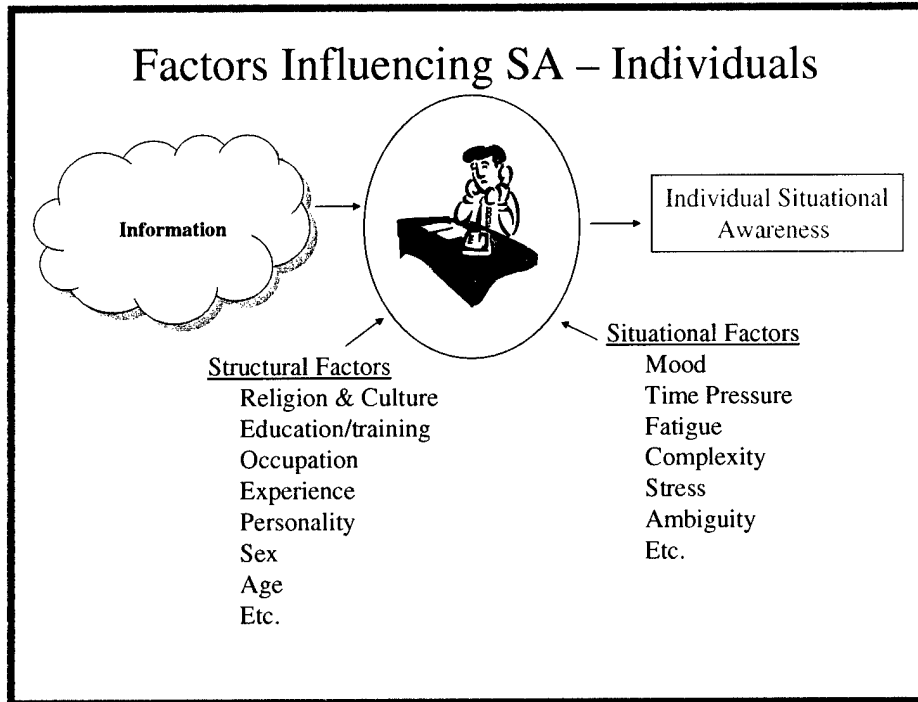 Factors Influencing SA – Individuals
Information
Individual Situational
Awareness
Structural Factors
Religion & Culture
Education/training
Occupation
Experience
Personality
Sex
Age
Etc.
Situational Factors
Mood
Time Pressure
Fatigue
Complexity
Stress
Ambiguity
Etc.